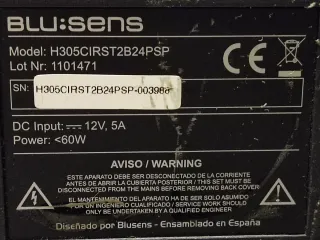 BLU:SENS
Model: H305CIRST2B24PSP
Lot Nr: 1101471
SN: H305CIRST2B24PSP-00398
DC Input: 12V, 5A
Power: <60W
CE
AVISO / WARNING
ESTE APARATO DEBE SER DESCONECTADO DE LA CORRIENTE
ANTES DE ABRIR LA CUBIERTA POSTERIOR / THIS SET MUST BE
DISCONNECTED FROM THE MAINS BEFORE REMOVING BACK COVER
EL MANTENIMIENTO DEL APARATO HA DE SER SOLO ASUMIDO
POR UN INGENIERO CUALIFICADO / SERVICE WORK SHOULD
ONLY BE UNDERTAKEN BY A QUALIFIED ENGINEER
Diseñado por Blusens - Ensamblado en España